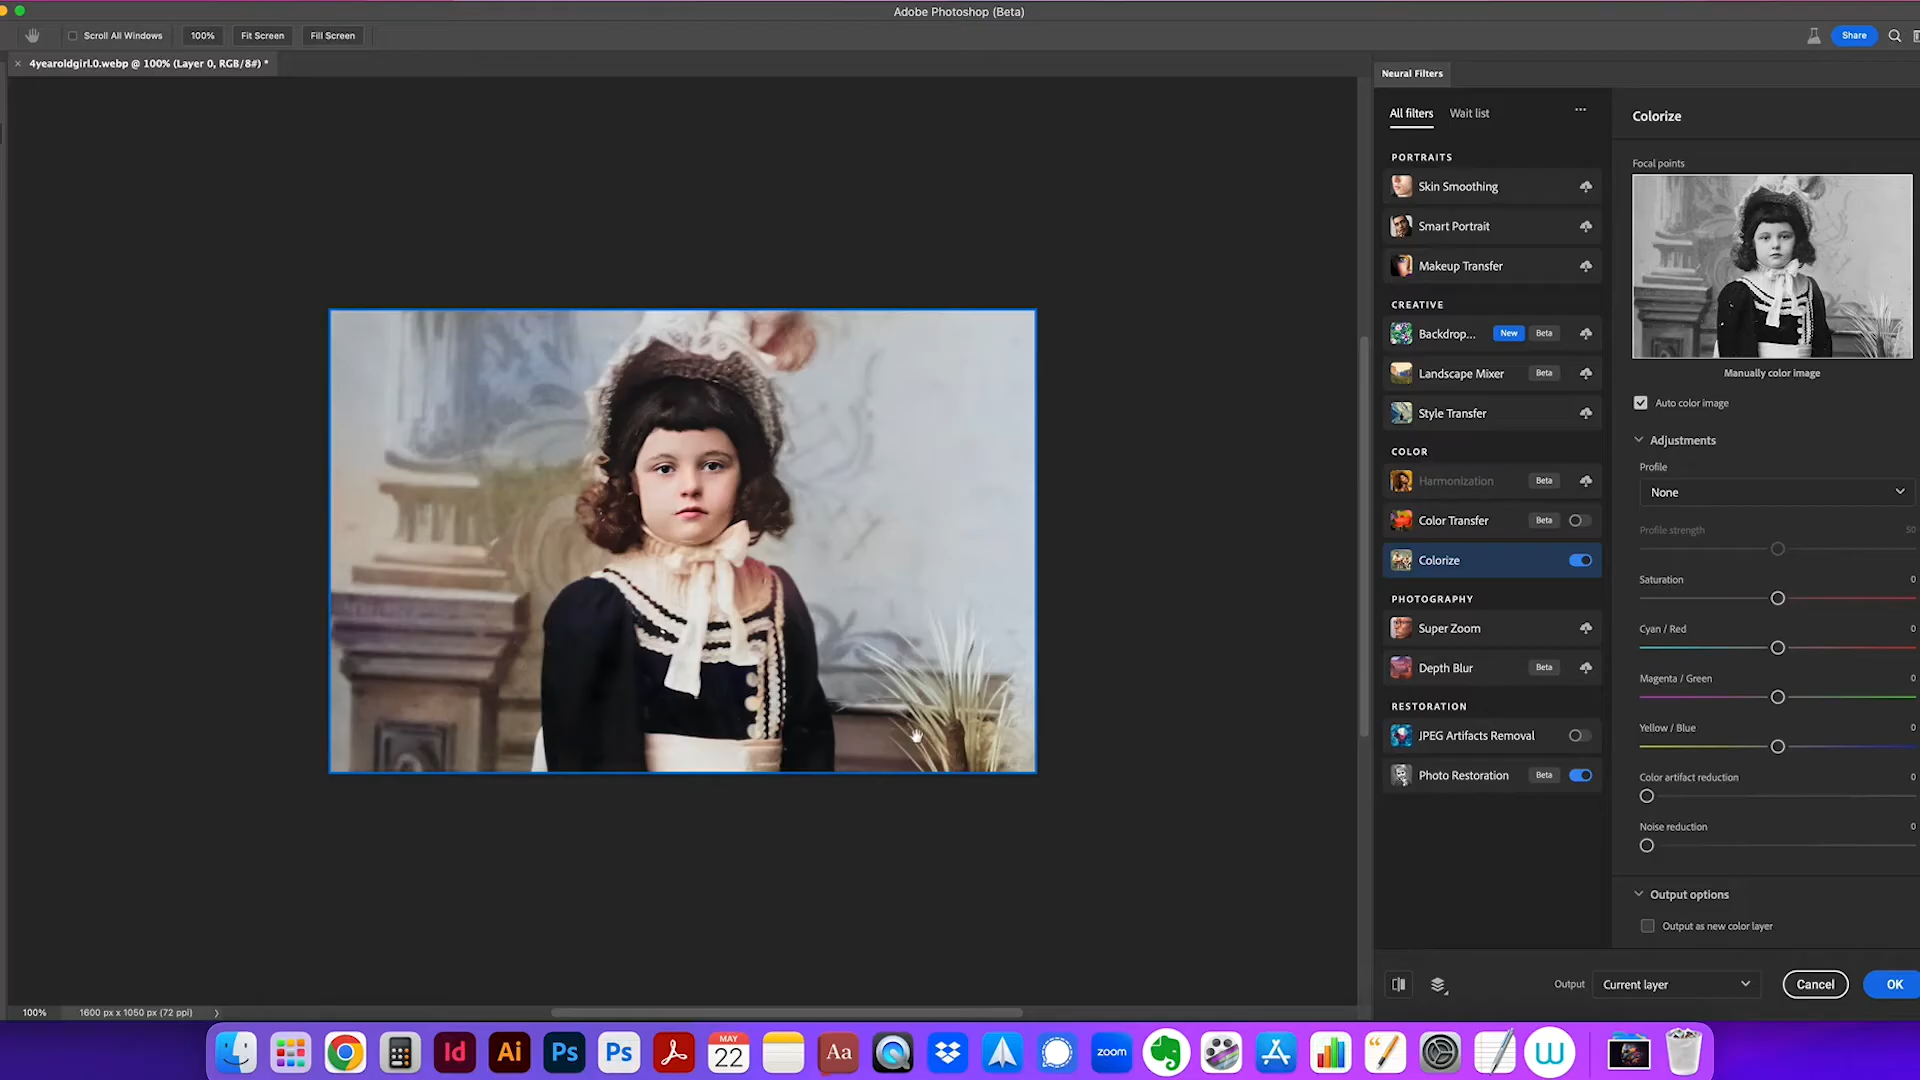 Adobe Photoshop (Beta)
Scroll All Windows
100%
Fit Screen
Fill Screen
Share
× 4yearoldgirl.0.webp @ 100% (Layer 0, RGB/8#) *
Neural Filters
All filters
Wait list
PORTRAITS
Skin Smoothing
Smart Portrait
Makeup Transfer
CREATIVE
Backdrop... New Beta
Landscape Mixer Beta
Style Transfer
COLOR
Harmonization Beta
Color Transfer Beta
Colorize
PHOTOGRAPHY
Super Zoom
Depth Blur Beta
RESTORATION
JPEG Artifacts Removal
Photo Restoration Beta
Colorize
Focal points
Manually color image
Auto color image
Adjustments
Profile
None
Profile strength 50
Saturation 0
Cyan / Red 0
Magenta / Green 0
Yellow / Blue 0
Color artifact reduction 0
Noise reduction 0
Output options
Output as new color layer
Output
Current layer
Cancel
OK
100%
1600 px x 1050 px (72 ppi)
Id
Ai
Ps
Ps
MAY
22
Aa
zoom